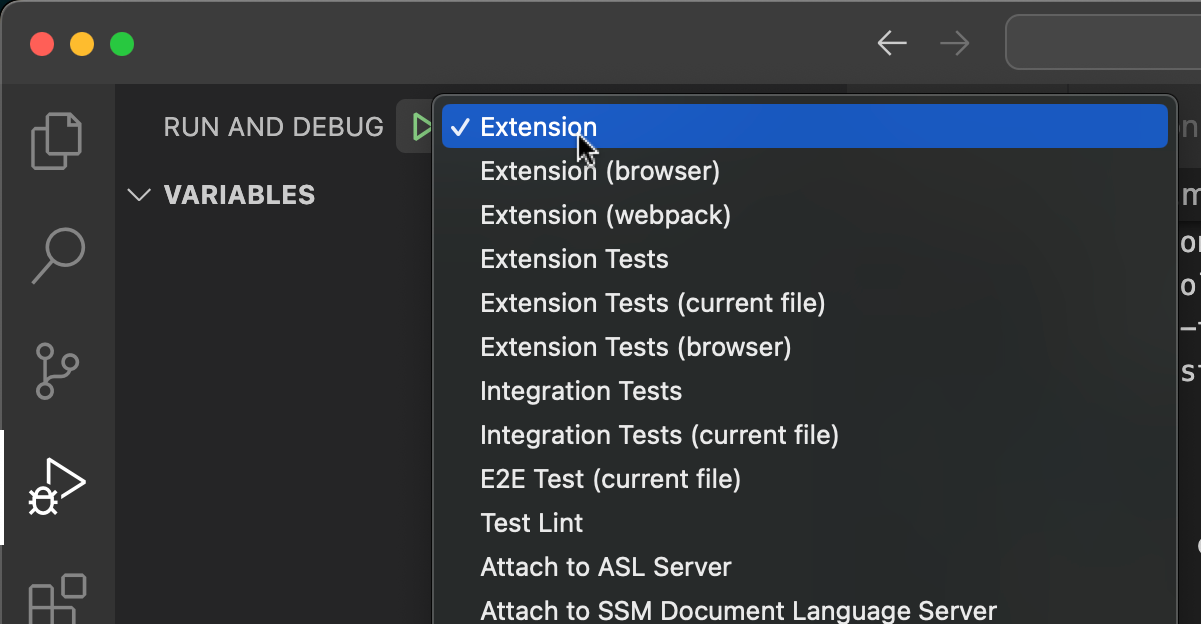 RUN AND DEBUG
✓ Extension
Extension (browser)
VARIABLES
Extension (webpack)
Extension Tests
Extension Tests (current file)
Extension Tests (browser)
Integration Tests
Integration Tests (current file)
E2E Test (current file)
Test Lint
Attach to ASL Server
Attach to SSM Document Language Server